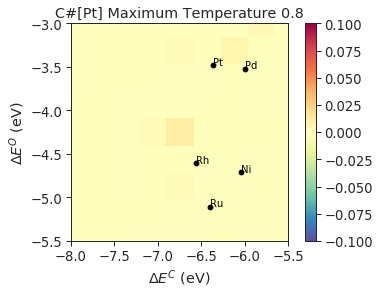 C#[Pt] Maximum Temperature 0.8
−3.0
−3.5
−4.0
−4.5
−5.0
−5.5
ΔE^O (eV)
Pt
Pd
Rh
Ni
Ru
−8.0 −7.5 −7.0 −6.5 −6.0 −5.5
ΔE^C (eV)
0.100
0.075
0.050
0.025
0.000
−0.025
−0.050
−0.075
−0.100